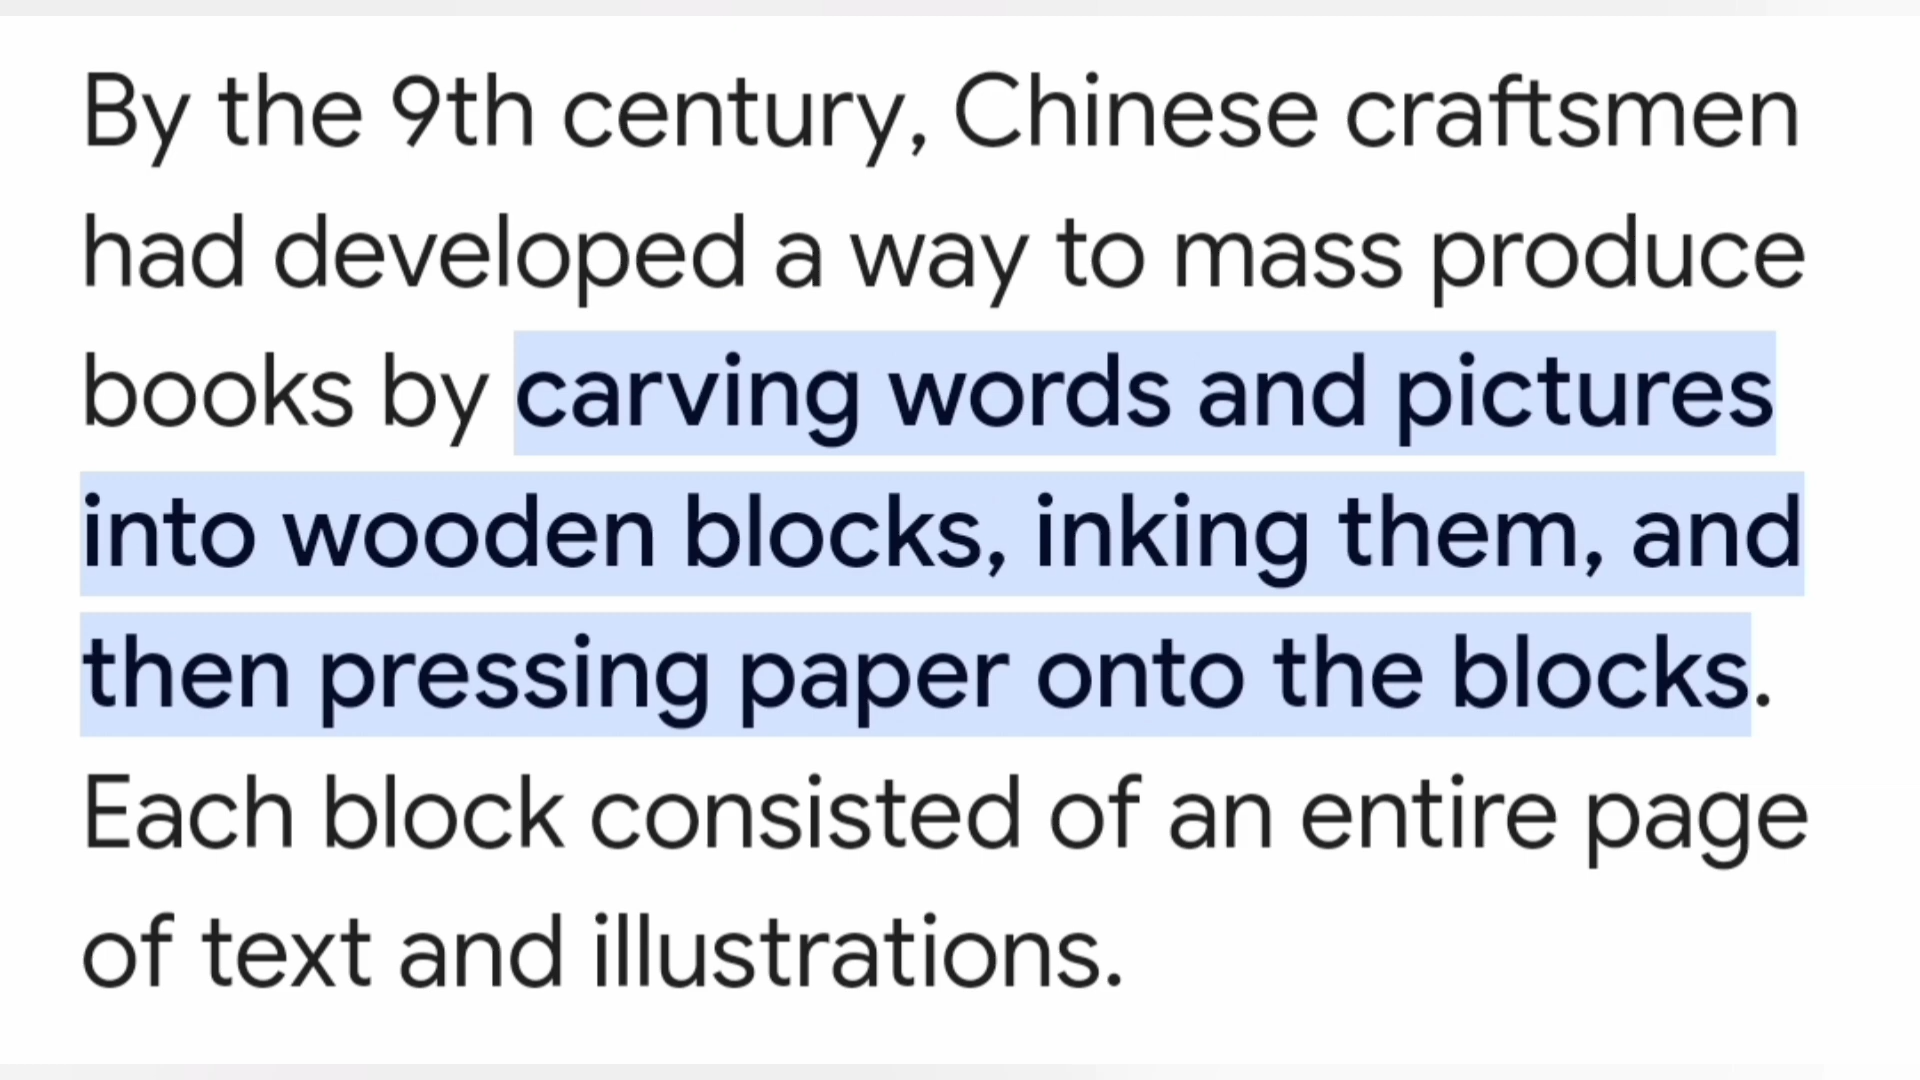 By the 9th century, Chinese craftsmen
had developed a way to mass produce
books by carving words and pictures
into wooden blocks, inking them, and
then pressing paper onto the blocks.
Each block consisted of an entire page
of text and illustrations.